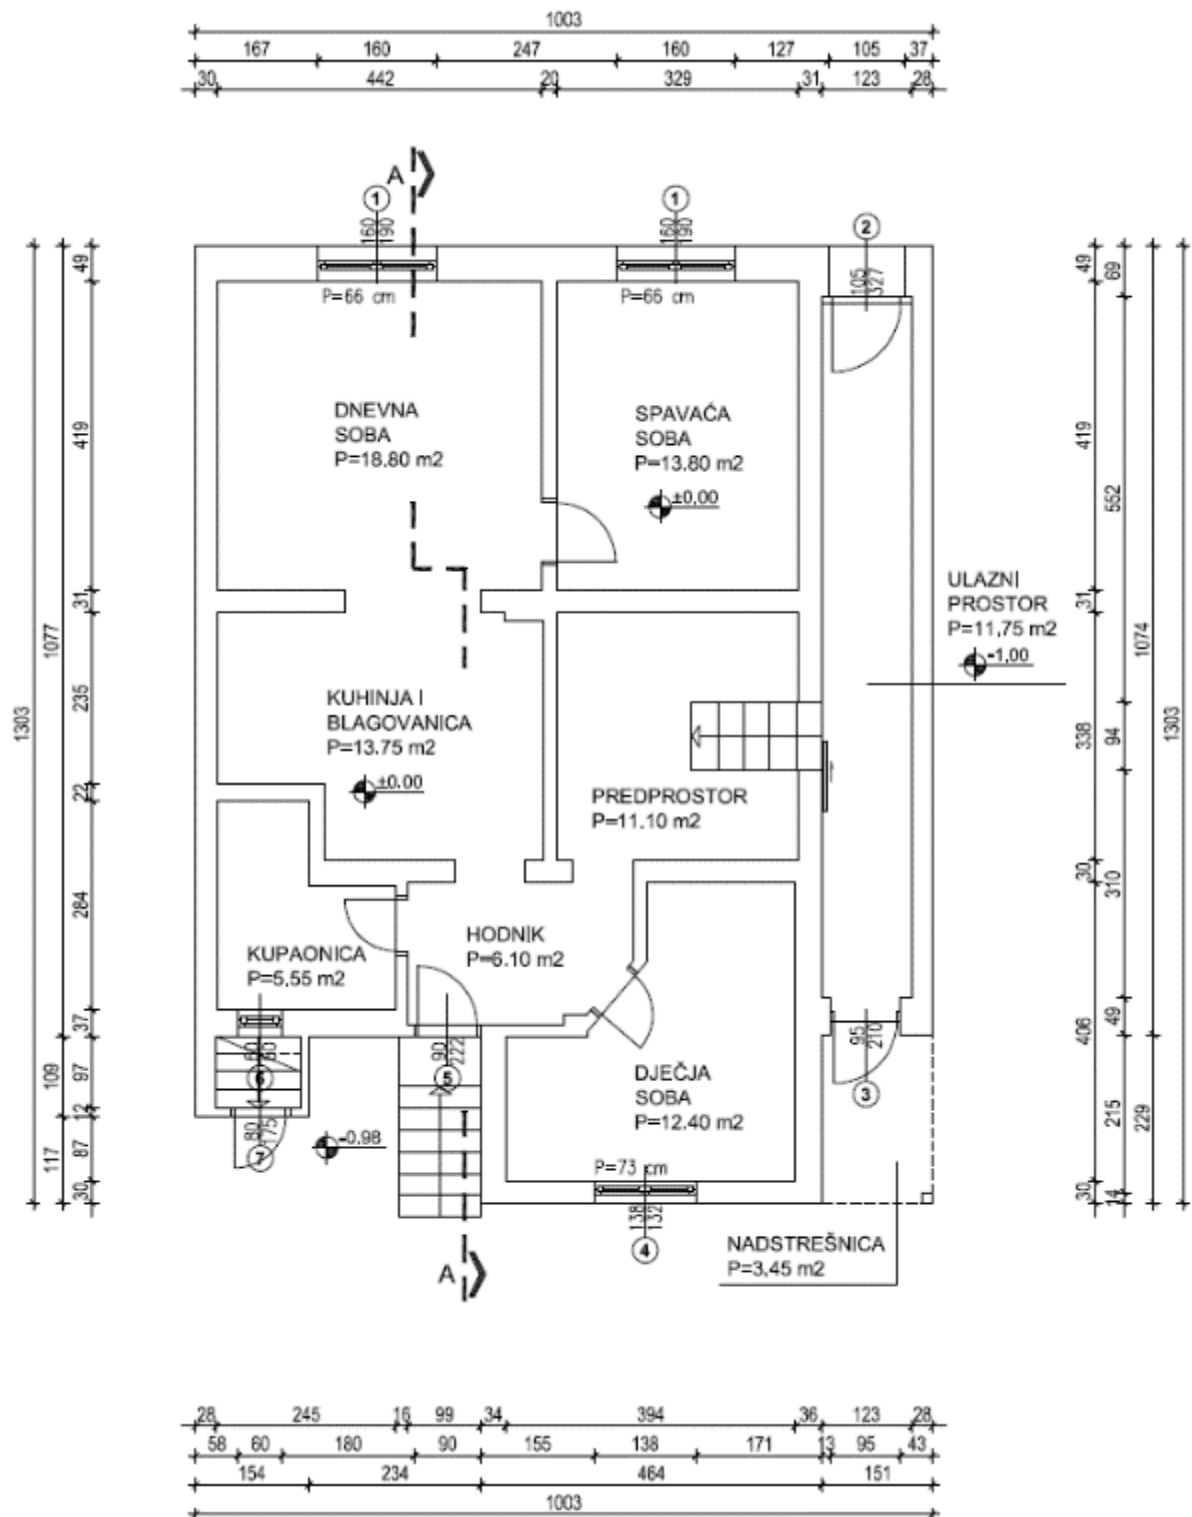 1003
167 160 247 160 127 105 37
30 442 20 329 31 123 28
A
1
1
2
160
190
160
190
105
327
P=66 cm
P=66 cm
DNEVNA
SOBA
P=18.80 m2
SPAVAĆA
SOBA
P=13.80 m2
±0,00
ULAZNI
PROSTOR
P=11,75 m2
-1,00
KUHINJA I
BLAGOVANICA
P=13.75 m2
±0.00
PREDPROSTOR
P=11.10 m2
HODNIK
P=6.10 m2
KUPAONICA
P=5.55 m2
DJEČJA
SOBA
P=12.40 m2
60
60
6
90
222
5
95
210
3
80
175
7
-0.98
P=73 cm
138
132
4
A
NADSTREŠNICA
P=3,45 m2
1303
1077 109 117
49 419 31 235 22 284 37 97 12 87 30
49 419 31 338 30 406 30
69 552 94 310 49 215 14
1074 229
1303
28 245 16 99 34 394 36 123 28
58 60 180 90 155 138 171 13 95 43
154 234 464 151
1003